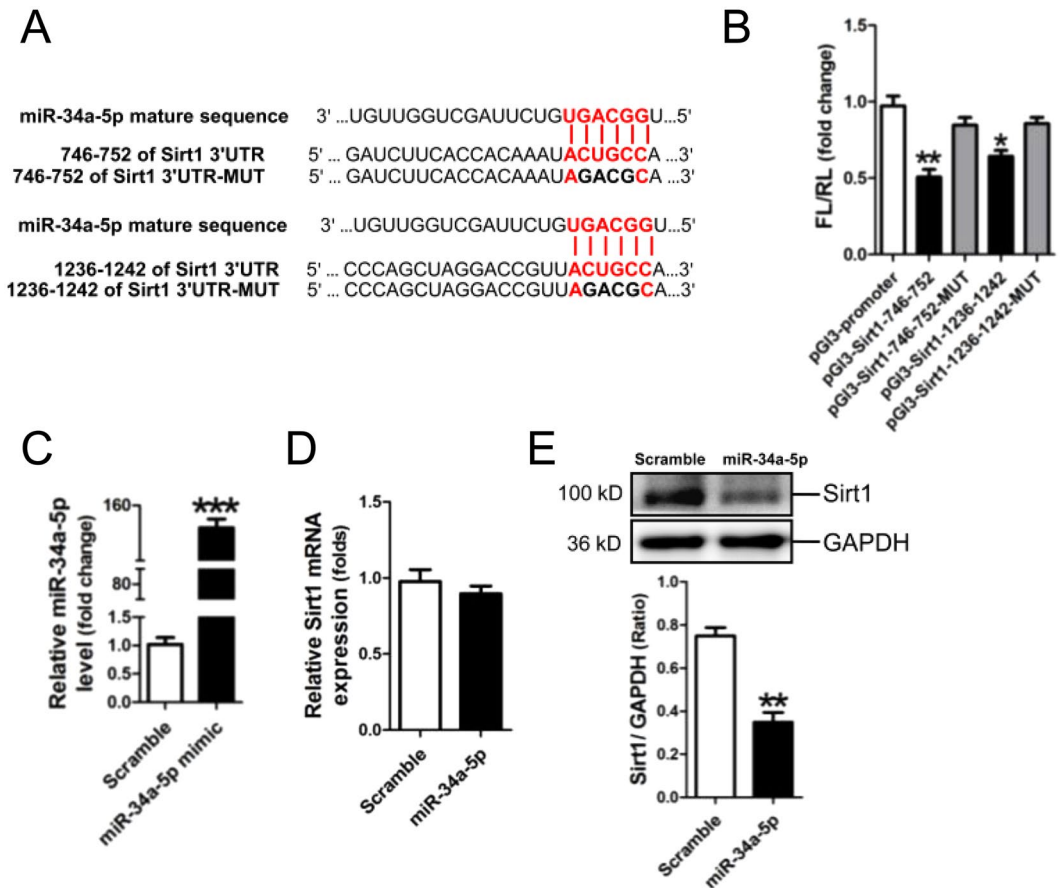 A
miR-34a-5p mature sequence 3' ...UGUUGGUCGAUUCUGUGACGGU...5'
746-752 of Sirt1 3'UTR 5' ... GAUCUUCACCACAAAUACUGCCA...3'
746-752 of Sirt1 3'UTR-MUT 5' ... GAUCUUCACCACAAAUAGACGCA...3'
miR-34a-5p mature sequence 3' ...UGUUGGUCGAUUCUGUGACGGU...5'
1236-1242 of Sirt1 3'UTR 5' ... CCCAGCUAGGACCGUUACUGCCA...3'
1236-1242 of Sirt1 3'UTR-MUT 5' ... CCCAGCUAGGACCGUUAGACGCA...3'
B
FL/RL (fold change)
1.5
1.0
0.5
0.0
**
*
pGl3-promoter
pGl3-Sirt1-746-752
pGl3-Sirt1-746-752-MUT
pGl3-Sirt1-1236-1242
pGl3-Sirt1-1236-1242-MUT
C
Relative miR-34a-5p
level (fold change)
160
80
1.5
1.0
0.5
0.0
***
Scramble
miR-34a-5p mimic
D
Relative Sirt1 mRNA
expression (folds)
1.5
1.0
0.5
0.0
Scramble
miR-34a-5p
E
Scramble miR-34a-5p
100 kD Sirt1
36 kD GAPDH
Sirt1/ GAPDH (Ratio)
1.0
0.8
0.6
0.4
0.2
0.0
**
Scramble
miR-34a-5p